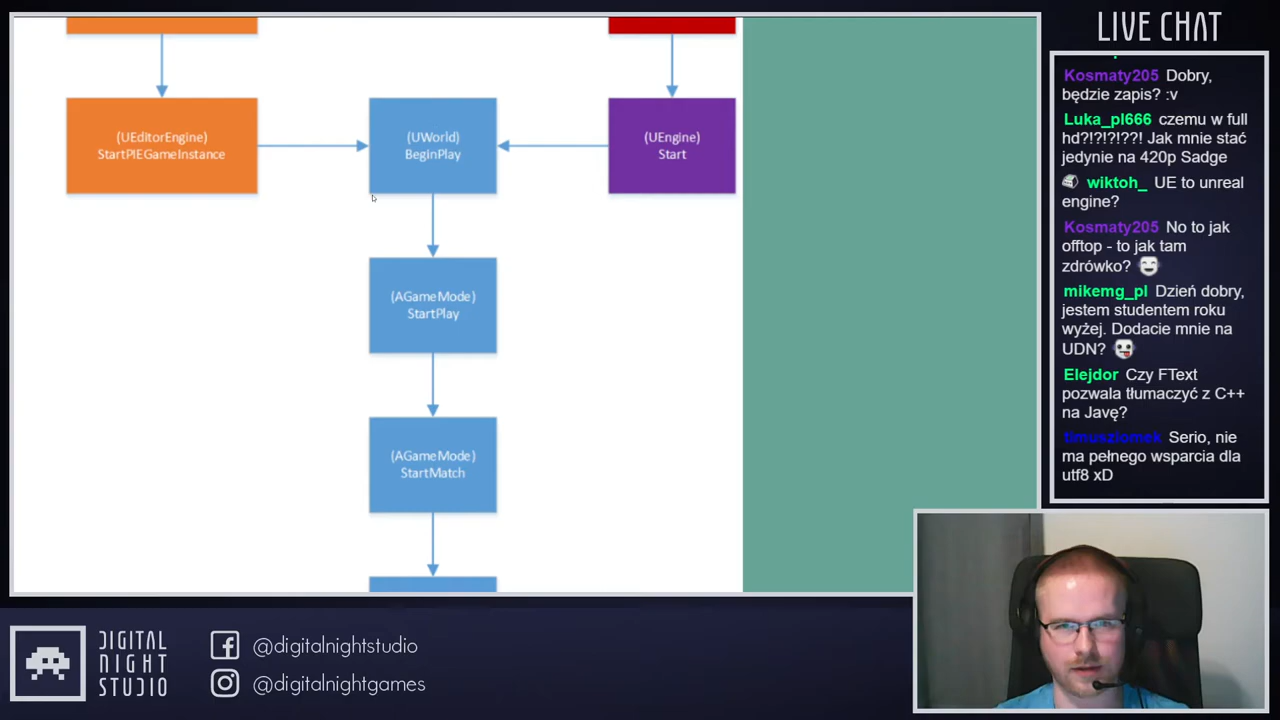 (UEditorEngine)
StartPIEGameInstance
(UWorld)
BeginPlay
(UEngine)
Start
(AGameMode)
StartPlay
(AGameMode)
StartMatch
LIVE CHAT
Kosmaty205 Dobry,
będzie zapis? :v
Luka_pl666 czemu w full
hd?!?!?!??! Jak mnie stać
jedynie na 420p Sadge
wiktoh_ UE to unreal
engine?
Kosmaty205 No to jak
offtop - to jak tam
zdrówko?
mikemg_pl Dzień dobry,
jestem studentem roku
wyżej. Dodacie mnie na
UDN?
Elejdor Czy FText
pozwala tłumaczyć z C++
na Javę?
timuszlomek Serio, nie
ma pełnego wsparcia dla
utf8 xD
DIGITAL
NIGHT
STUDIO
@digitalnightstudio
@digitalnightgames